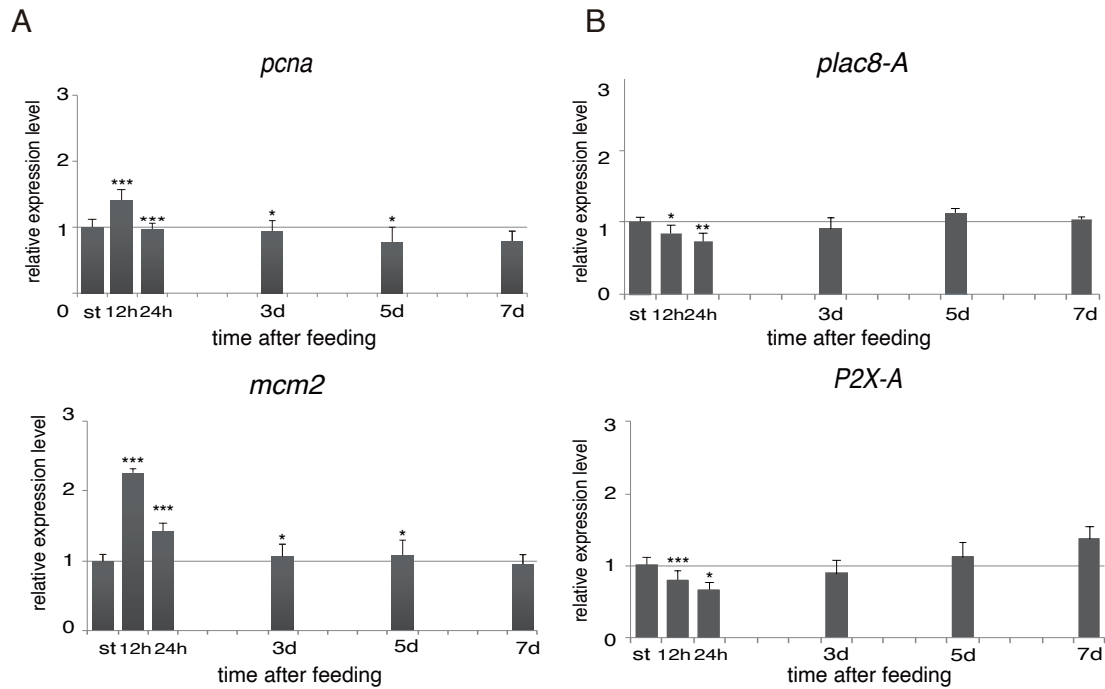 A
pcna
relative expression level
3
2
1
0
***
***
*
*
st 12h 24h 3d 5d 7d
time after feeding
mcm2
relative expression level
3
2
1
0
***
***
*
*
st 12h 24h 3d 5d 7d
time after feeding
B
plac8-A
relative expression level
3
2
1
0
*
**
st 12h 24h 3d 5d 7d
time after feeding
P2X-A
relative expression level
3
2
1
0
***
*
st 12h 24h 3d 5d 7d
time after feeding